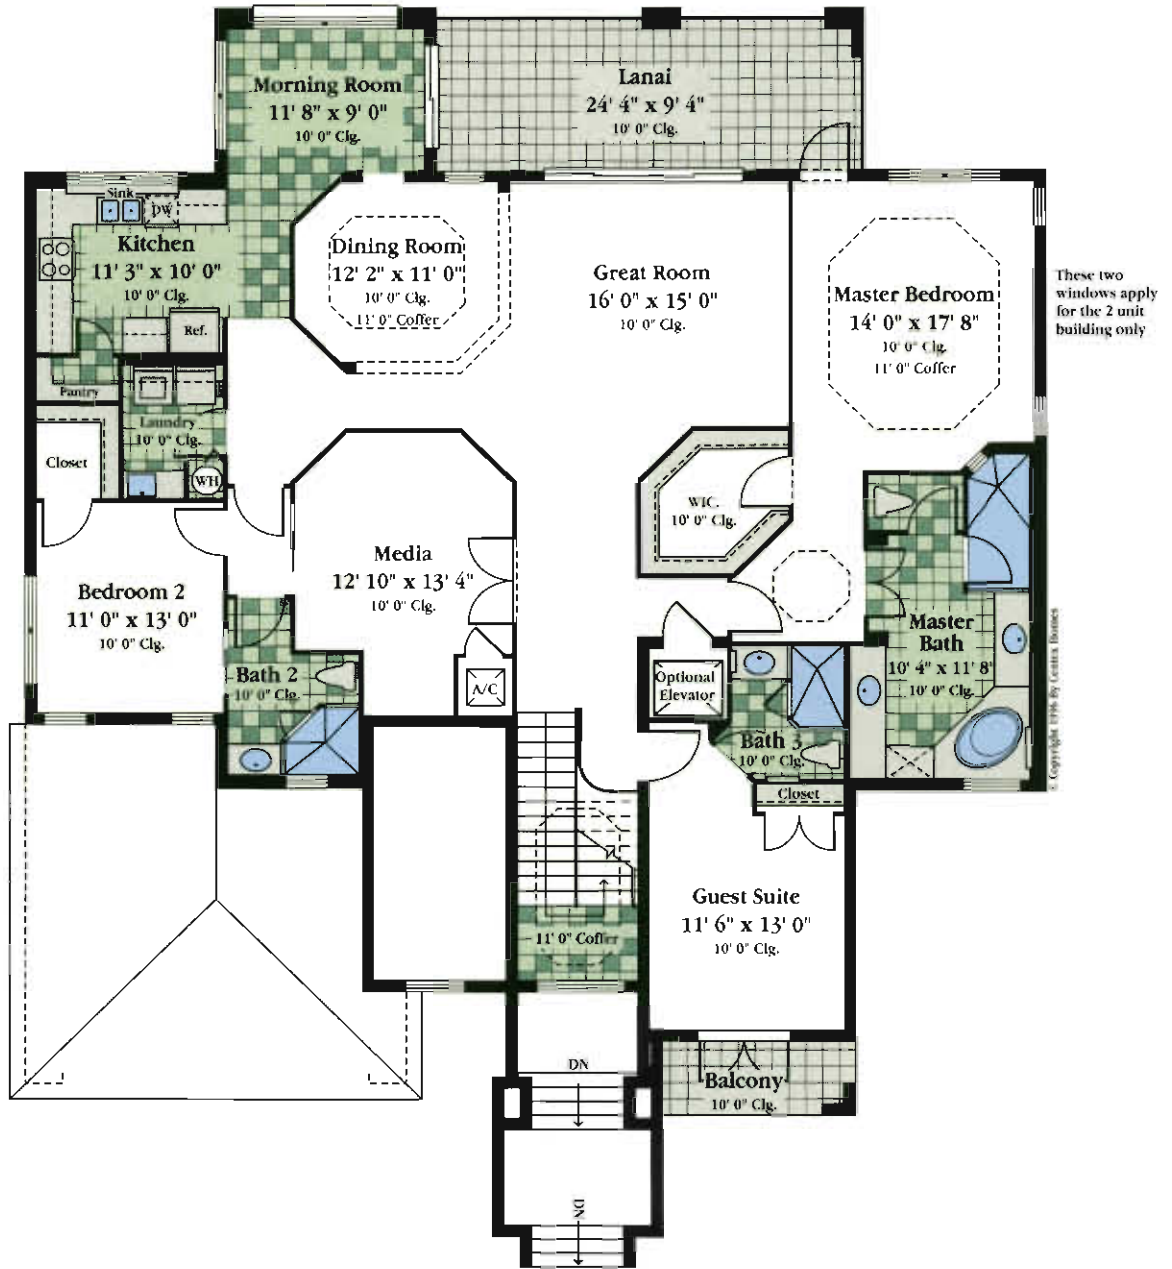 Morning Room
11' 8" x 9' 0"
10' 0" Clg.
Lanai
24' 4" x 9' 4"
10' 0" Clg.
Sink
DW
Kitchen
11' 3" x 10' 0"
10' 0" Clg.
Ref.
Pantry
Dining Room
12' 2" x 11' 0"
10' 0" Clg.
11' 0" Coffer
Great Room
16' 0" x 15' 0"
10' 0" Clg.
Master Bedroom
14' 0" x 17' 8"
10' 0" Clg.
11' 0" Coffer
These two
windows apply
for the 2 unit
building only
Laundry
10' 0" Clg.
WH
Closet
WIC.
10' 0" Clg.
Media
12' 10" x 13' 4"
10' 0" Clg.
Bedroom 2
11' 0" x 13' 0"
10' 0" Clg.
Bath 2
10' 0" Clg.
A/C
Optional
Elevator
Master
Bath
10' 4" x 11' 8"
10' 0" Clg.
Bath 3
10' 0" Clg.
Closet
© Copyright 1996 By Centex Homes
Guest Suite
11' 6" x 13' 0"
10' 0" Clg.
11' 0" Coffer
DN
Balcony
10' 0" Clg.
DN